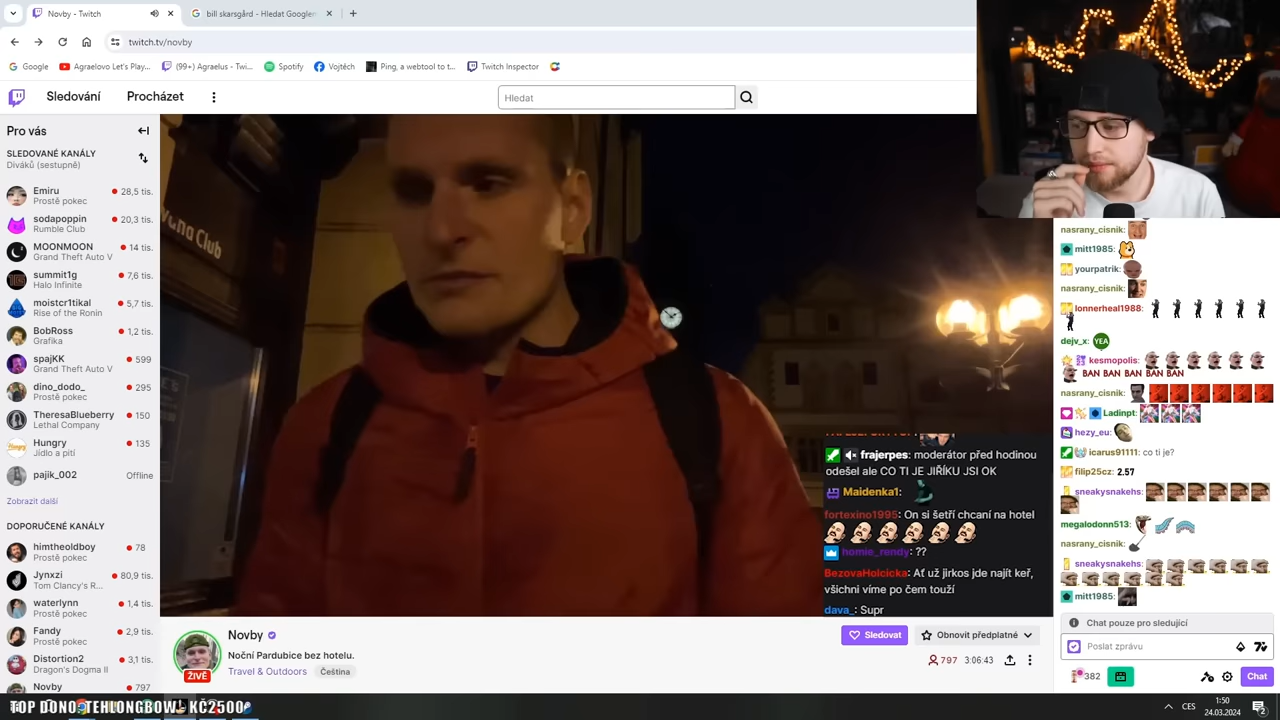 Novby - Twitch
bill skarsgård - Hledat Google
twitch.tv/novby
Google
Agraelovo Let's Play...
(99+) Agraelus - Twi...
Spotify
Vojtěch
Ping, a webtool to t...
Twitch Inspector
Sledování
Procházet
Hledat
Pro vás
SLEDOVANÉ KANÁLY
Diváků (sestupně)
Emiru
28,5 tis.
Prostě pokec
sodapoppin
20,3 tis.
Rumble Club
MOONMOON
14 tis.
Grand Theft Auto V
summit1g
7,6 tis.
Halo Infinite
moistcr1tikal
5,7 tis.
Rise of the Ronin
BobRoss
1,2 tis.
Grafika
spajKK
599
Grand Theft Auto V
dino_dodo_
295
Prostě pokec
TheresaBlueberry
150
Lethal Company
Hungry
135
Jídlo a pití
pajik_002
Offline
Zobrazit další
DOPORUČENÉ KANÁLY
himtheoldboy
78
Prostě pokec
Jynxzi
80,9 tis.
Tom Clancy's R...
waterlynn
1,4 tis.
Prostě pokec
Fandy
2,9 tis.
Prostě pokec
Distortion2
3,1 tis.
Dragon's Dogma II
Novby
797
Club
frajerpes: moderátor před hodinou
odešel ale CO TI JE JIŘÍKU JSI OK
Maidenka1:
fortexino1995: On si šetří chcaní na hotel
homie_rendy: ??
BezovaHolcicka: Ať už jirkos jde najít keř,
všichni víme po čem touží
dava_: Supr
ŽIVĚ
Novby
Noční Pardubice bez hotelu.
Travel & Outdoors
Čeština
Sledovat
Obnovit předplatné
797
3:06:43
nasrany_cisnik:
mitt1985:
yourpatrik:
nasrany_cisnik:
lonnerheal1988:
dejv_x: YEA
kesmopolis:
BAN BAN BAN BAN BAN
nasrany_cisnik:
Ladinpt:
hezy_eu:
icarus91111: co ti je?
filip25cz: 2.57
sneakysnakehs:
megalodonn513:
nasrany_cisnik:
sneakysnakehs:
mitt1985:
Chat pouze pro sledující
Poslat zprávu
382
Chat
TOP DONO: TEHUNGBOW - KČ2500
CES
1:50
24.03.2024
2